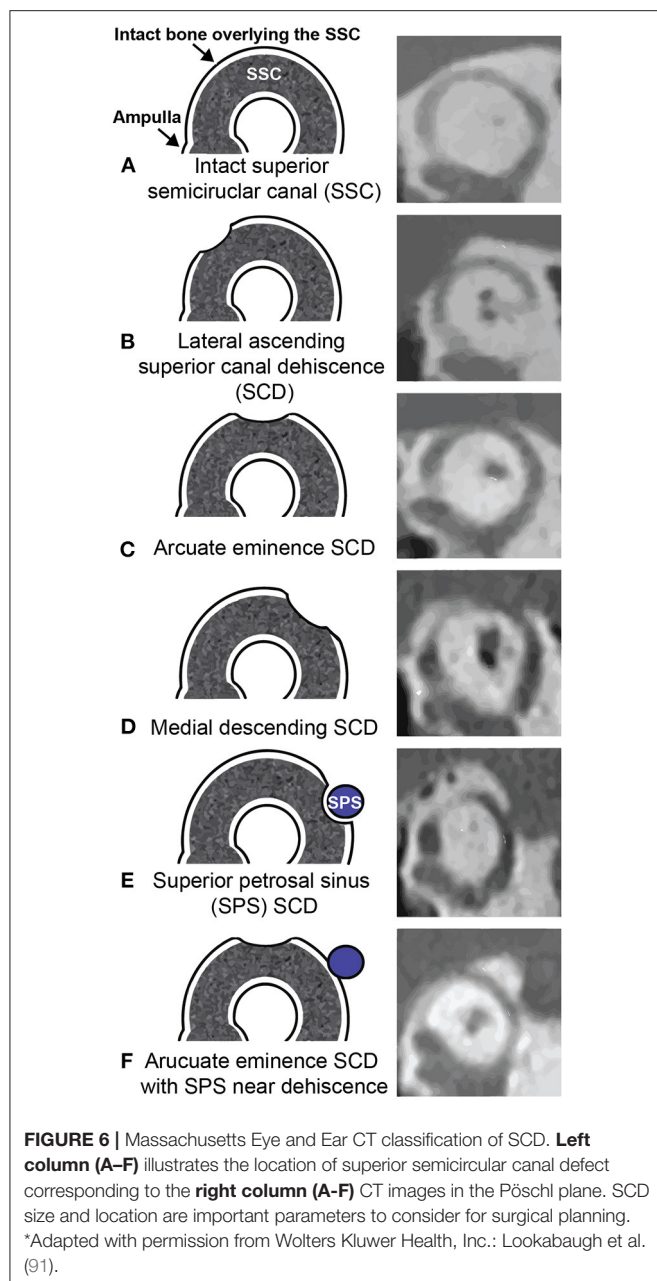 Intact bone overlying the SSC
SSC
Ampulla
A Intact superior
semiciruclar canal (SSC)
B Lateral ascending
superior canal dehiscence
(SCD)
C Arcuate eminence SCD
D Medial descending SCD
SPS
E Superior petrosal sinus
(SPS) SCD
F Arucuate eminence SCD
with SPS near dehiscence
FIGURE 6 | Massachusetts Eye and Ear CT classification of SCD. Left
column (A–F) illustrates the location of superior semicircular canal defect
corresponding to the right column (A-F) CT images in the Pöschl plane. SCD
size and location are important parameters to consider for surgical planning.
*Adapted with permission from Wolters Kluwer Health, Inc.: Lookabaugh et al.
(91).